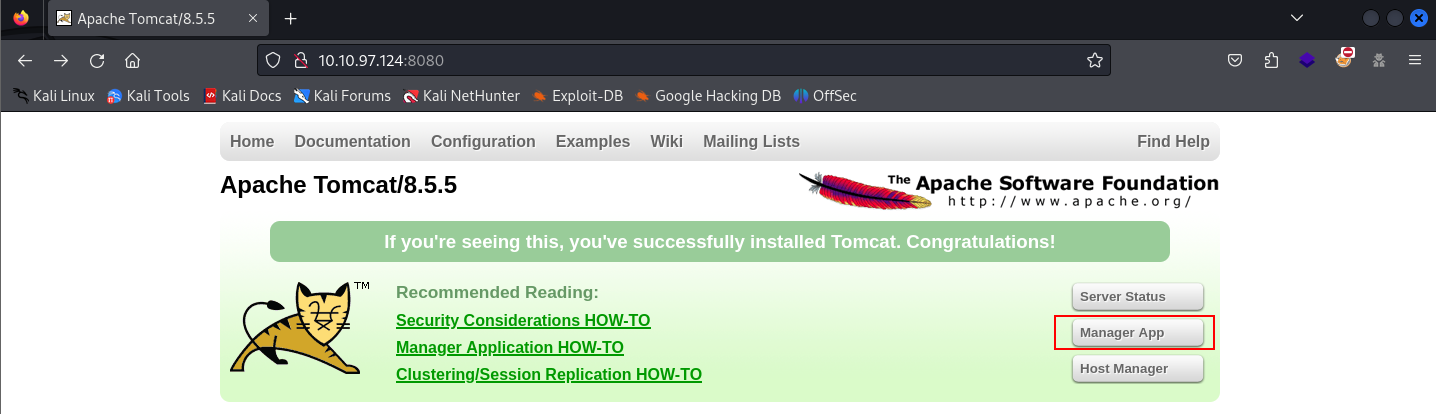 Apache Tomcat/8.5.5
10.10.97.124:8080
Kali Linux Kali Tools Kali Docs Kali Forums Kali NetHunter Exploit-DB Google Hacking DB OffSec
Home Documentation Configuration Examples Wiki Mailing Lists Find Help
Apache Tomcat/8.5.5
The Apache Software Foundation
http://www.apache.org/
If you're seeing this, you've successfully installed Tomcat. Congratulations!
TM
Recommended Reading:
Security Considerations HOW-TO
Manager Application HOW-TO
Clustering/Session Replication HOW-TO
Server Status
Manager App
Host Manager